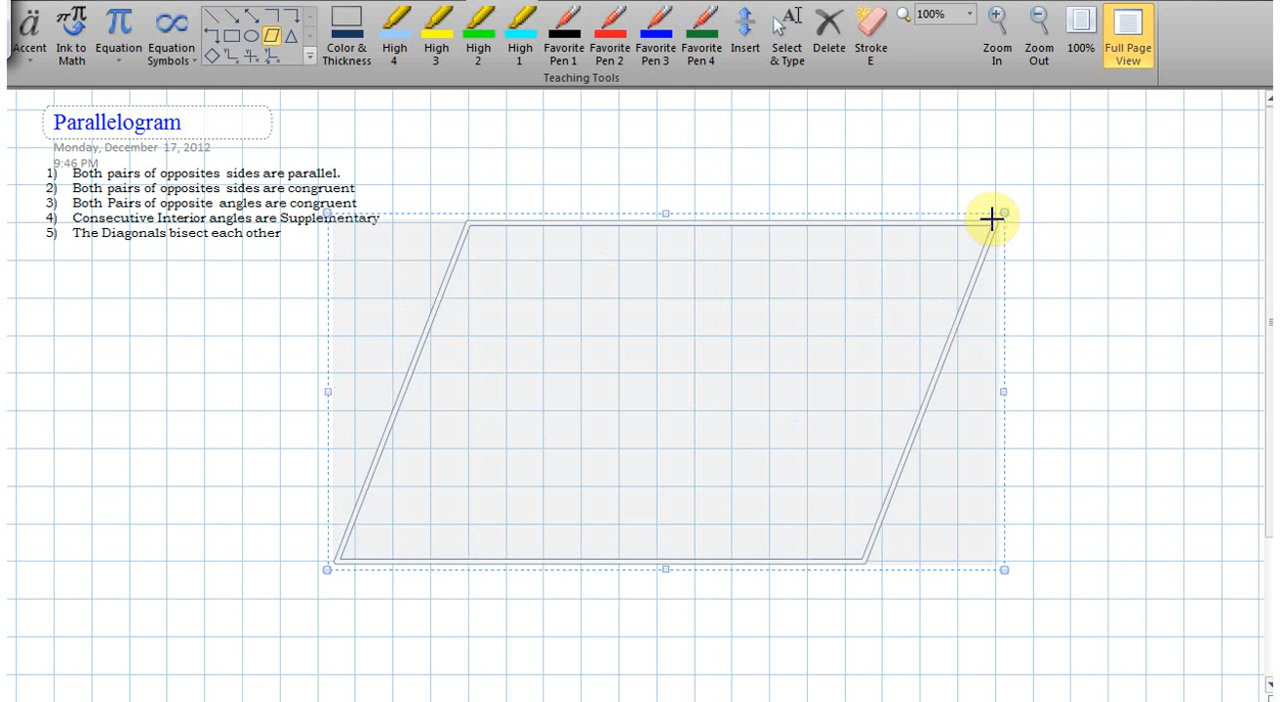 Accent
Ink to Math
Equation
Equation Symbols
Color & Thickness
High 4
High 3
High 2
High 1
Favorite Pen 1
Favorite Pen 2
Favorite Pen 3
Favorite Pen 4
Insert
Select & Type
Delete
Stroke E
100%
Zoom In
Zoom Out
100%
Full Page View
Teaching Tools
Parallelogram
Monday, December 17, 2012
9:46 PM
1) Both pairs of opposites sides are parallel.
2) Both pairs of opposites sides are congruent
3) Both Pairs of opposite angles are congruent
4) Consecutive Interior angles are Supplementary
5) The Diagonals bisect each other